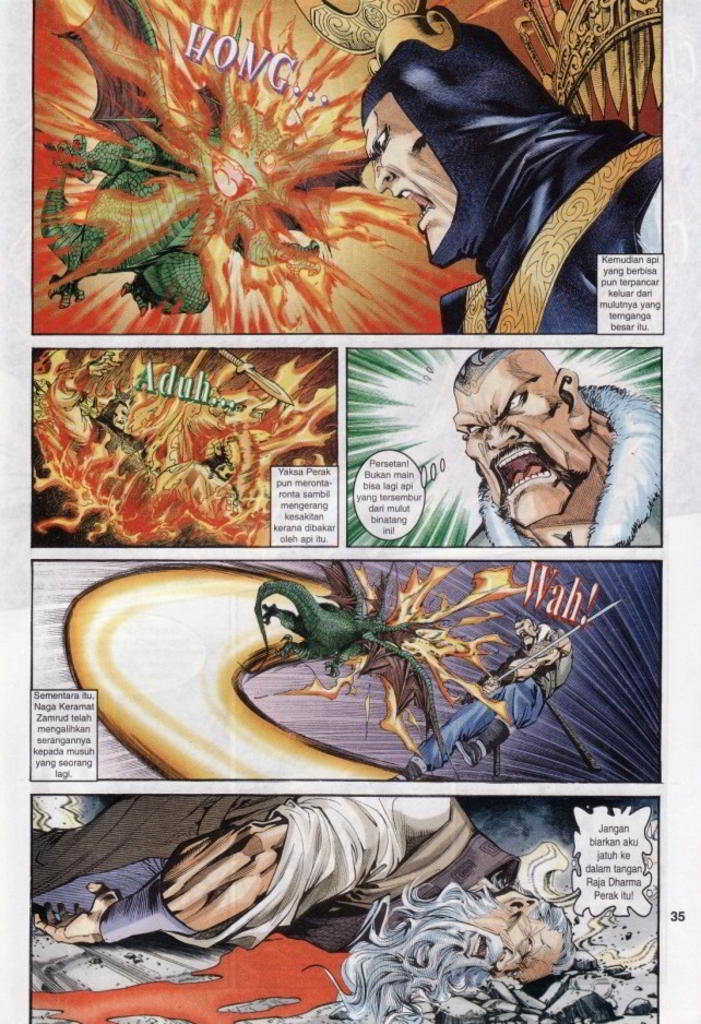 HONG...
Kemudian api
yang berbisa
pun terpancar
keluar dari
mulutnya yang
ternganga
besar itu.
Aduh....
Yaksa Perak
pun meronta-
ronta sambil
mengerang
kesakitan
kerana dibakar
oleh api itu.
Persetan!
Bukan main
bisa lagi api
yang tersembur
dari mulut
binatang
ini!
Wah!
Sementara itu,
Naga Keramat
Zamrud telah
mengalihkan
serangannya
kepada musuh
yang seorang
lagi.
Jangan
biarkan aku
jatuh ke
dalam tangan
Raja Dharma
Perak itu!
35